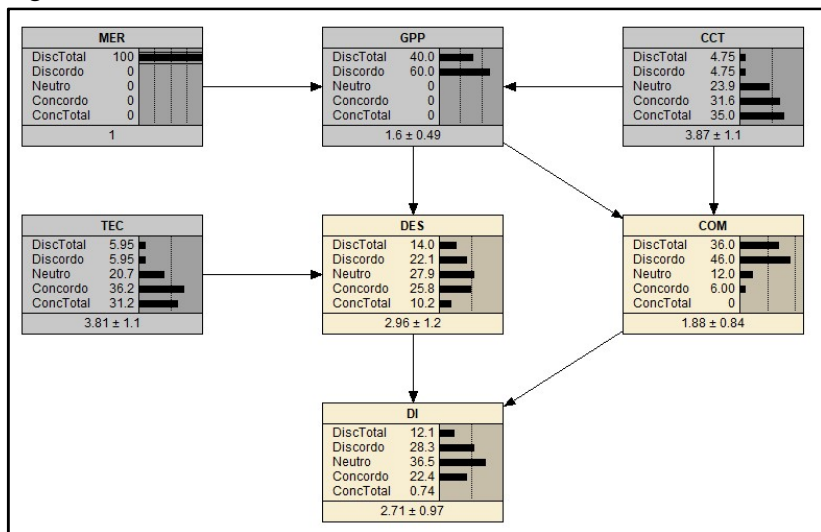 MER
DiscTotal 100
Discordo 0
Neutro 0
Concordo 0
ConcTotal 0
1
GPP
DiscTotal 40.0
Discordo 60.0
Neutro 0
Concordo 0
ConcTotal 0
1.6 ± 0.49
CCT
DiscTotal 4.75
Discordo 4.75
Neutro 23.9
Concordo 31.6
ConcTotal 35.0
3.87 ± 1.1
TEC
DiscTotal 5.95
Discordo 5.95
Neutro 20.7
Concordo 36.2
ConcTotal 31.2
3.81 ± 1.1
DES
DiscTotal 14.0
Discordo 22.1
Neutro 27.9
Concordo 25.8
ConcTotal 10.2
2.96 ± 1.2
COM
DiscTotal 36.0
Discordo 46.0
Neutro 12.0
Concordo 6.00
ConcTotal 0
1.88 ± 0.84
DI
DiscTotal 12.1
Discordo 28.3
Neutro 36.5
Concordo 22.4
ConcTotal 0.74
2.71 ± 0.97